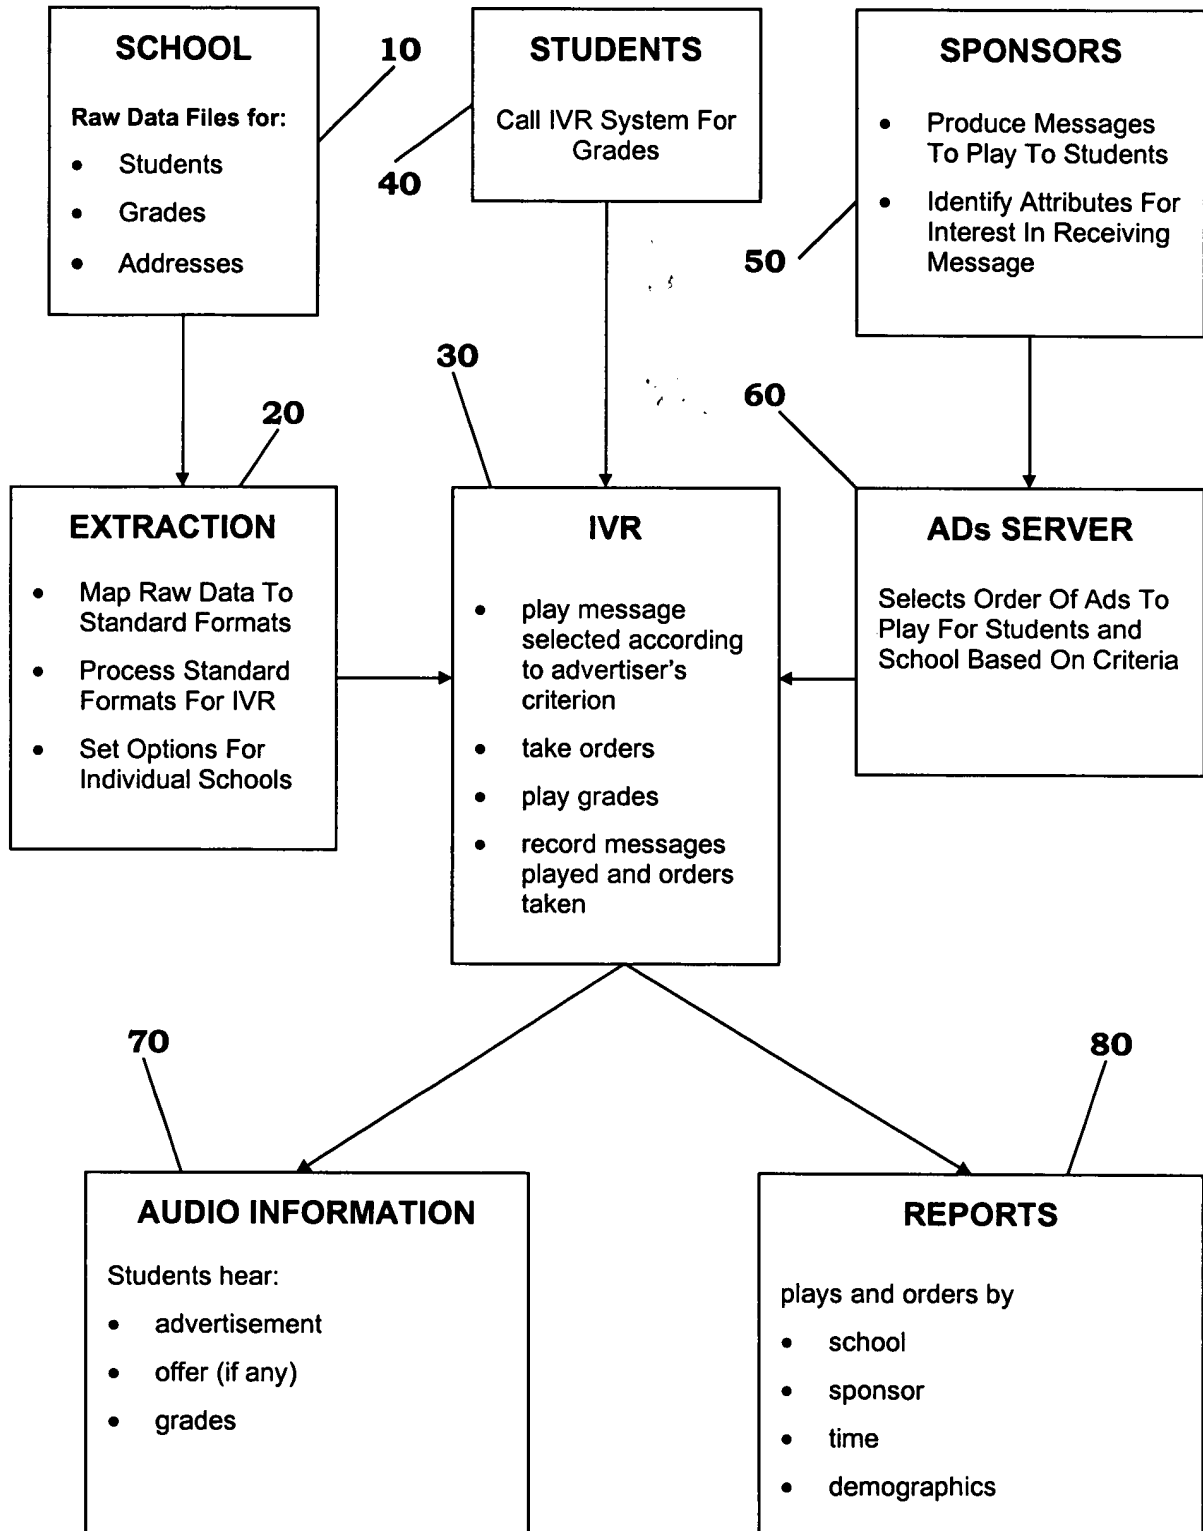 SCHOOL
Raw Data Files for:
• Students
• Grades
• Addresses
10
STUDENTS
Call IVR System For
Grades
40
SPONSORS
• Produce Messages
To Play To Students
• Identify Attributes For
Interest In Receiving
Message
50
20
EXTRACTION
• Map Raw Data To
Standard Formats
• Process Standard
Formats For IVR
• Set Options For
Individual Schools
30
IVR
• play message
selected according
to advertiser's
criterion
• take orders
• play grades
• record messages
played and orders
taken
60
ADs SERVER
Selects Order Of Ads To
Play For Students and
School Based On Criteria
70
AUDIO INFORMATION
Students hear:
• advertisement
• offer (if any)
• grades
80
REPORTS
plays and orders by
• school
• sponsor
• time
• demographics